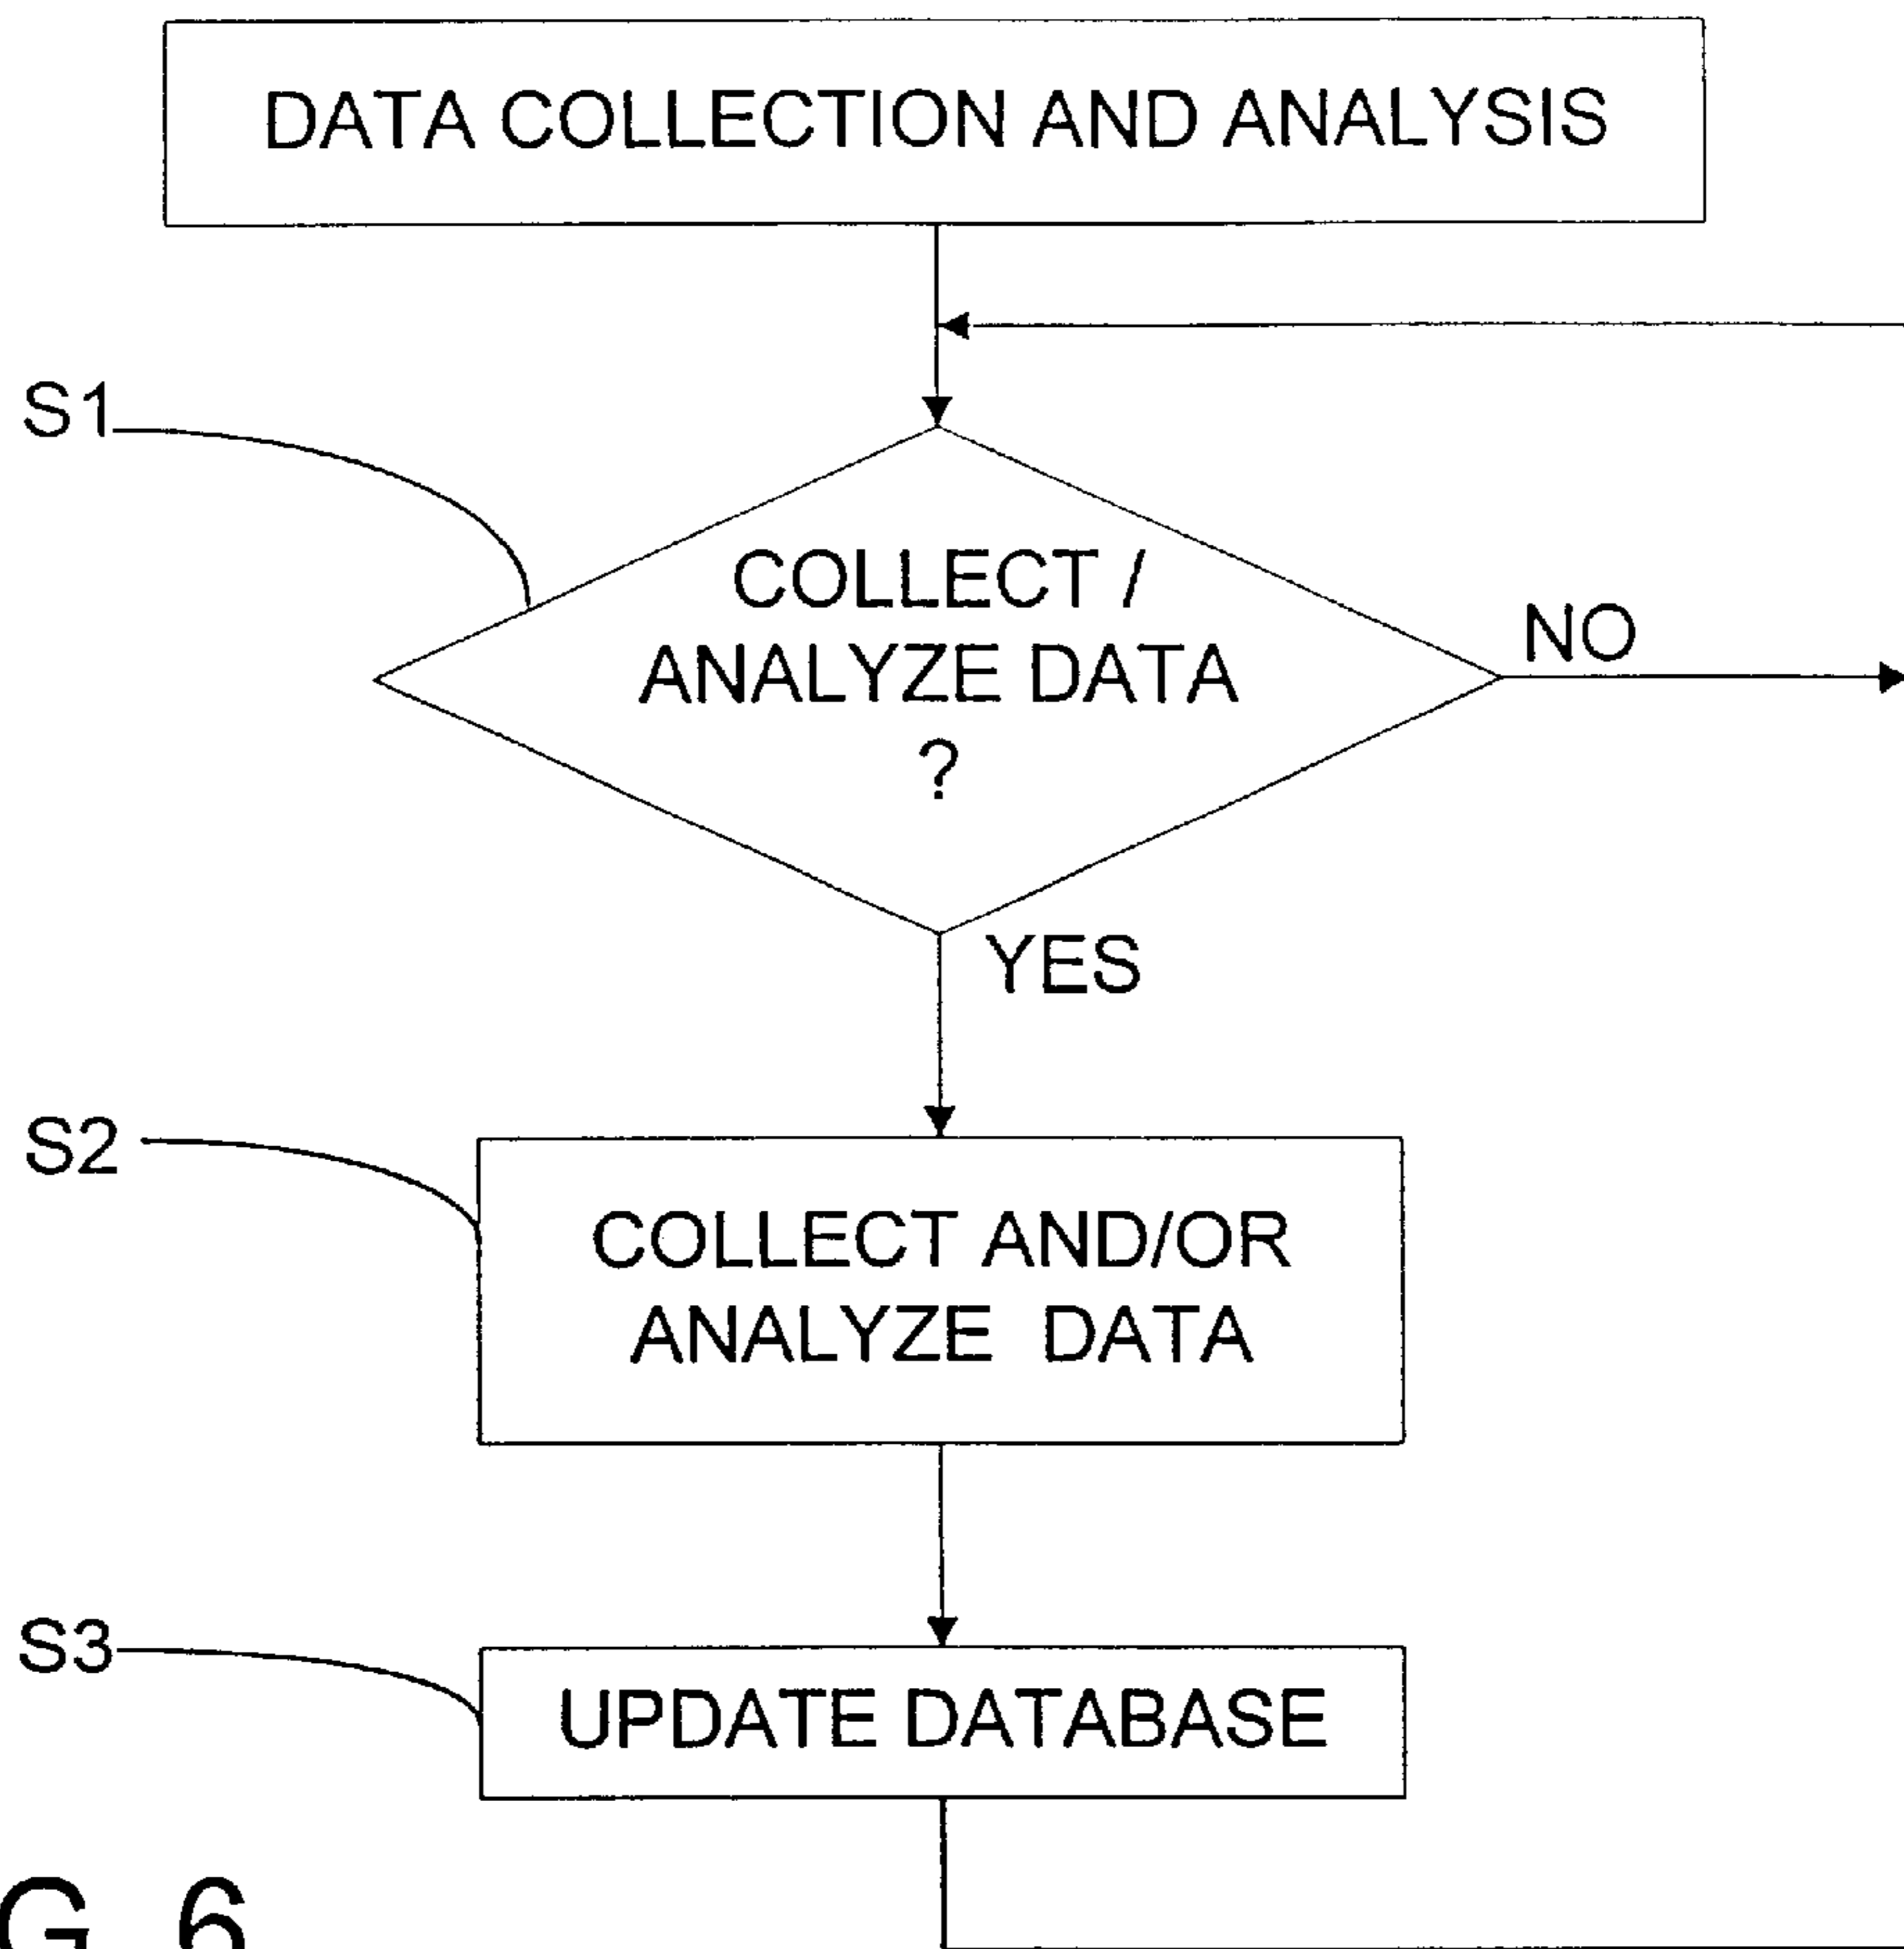 DATA COLLECTION AND ANALYSIS
S1
COLLECT /
ANALYZE DATA
?
NO
YES
S2
COLLECT AND/OR
ANALYZE DATA
S3
UPDATE DATABASE
G 6